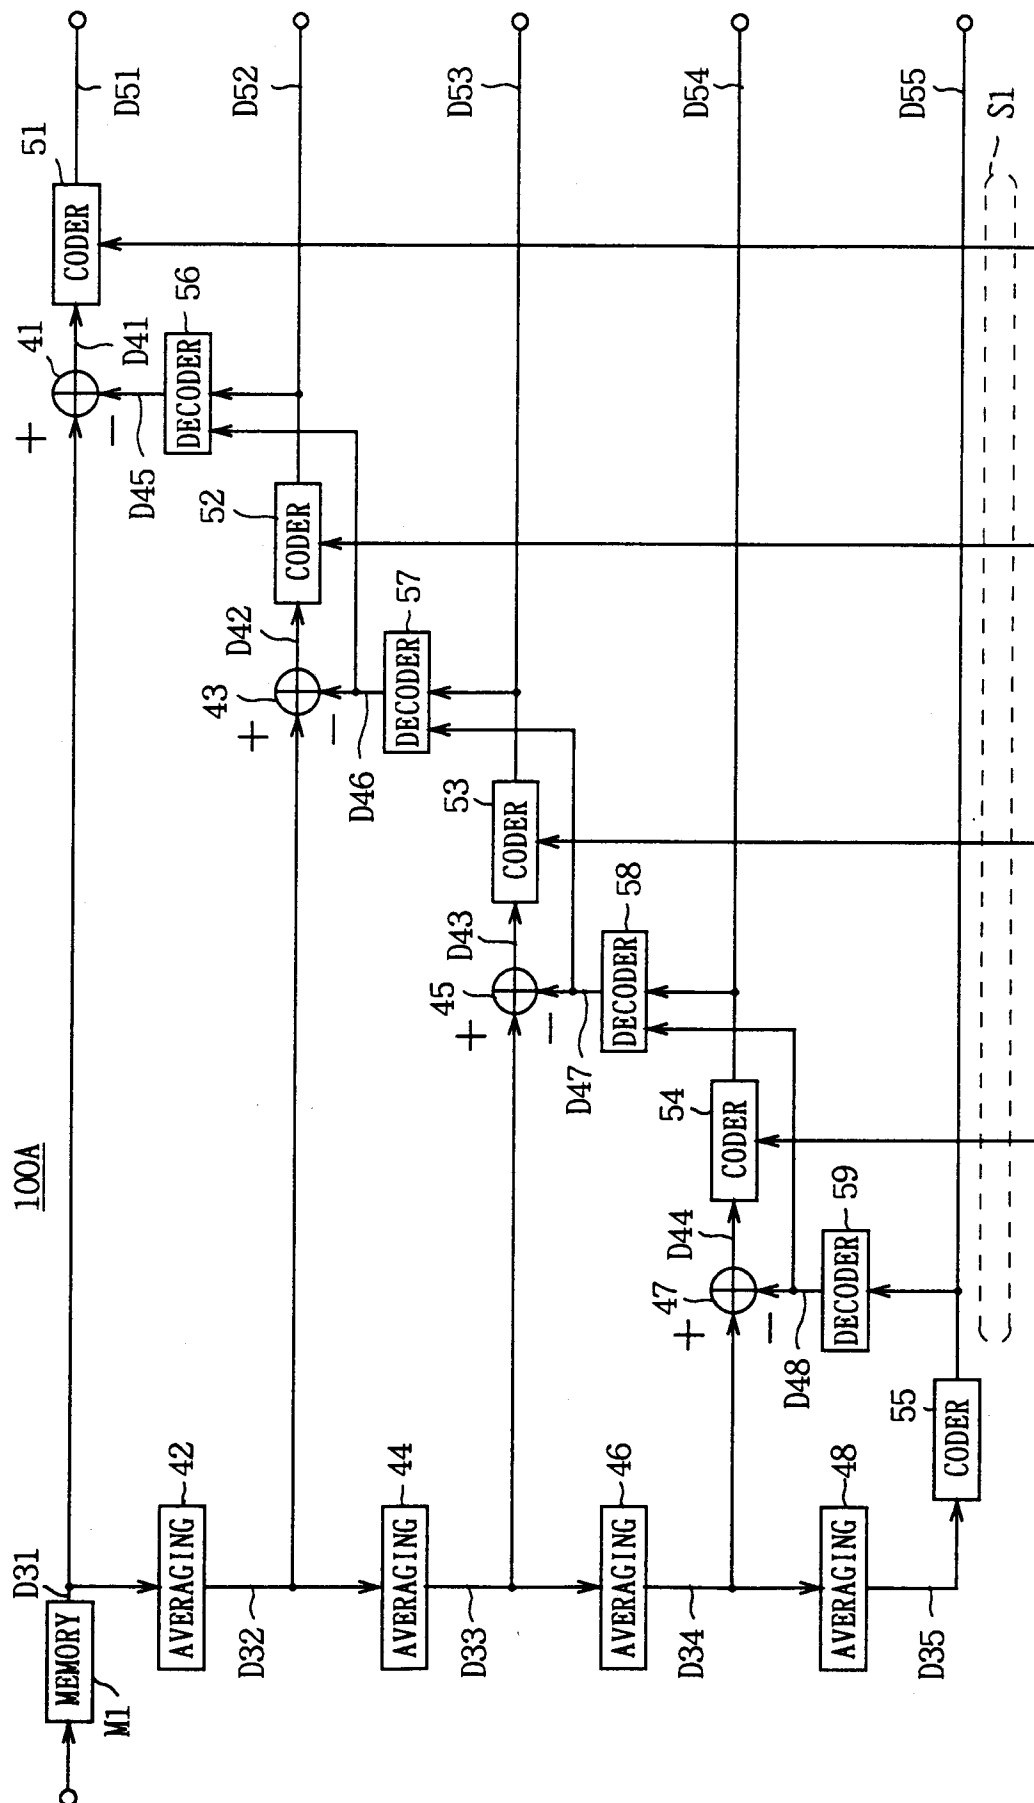 100A
D31
MEMORY
M1
+
41
D41
CODER
51
D51
-
D45
DECODER
56
AVERAGING
42
D32
+
43
D42
CODER
52
D52
-
D46
DECODER
57
AVERAGING
44
D33
+
45
D43
CODER
53
D53
-
D47
DECODER
58
AVERAGING
46
D34
+
47
D44
CODER
54
D54
-
D48
DECODER
59
AVERAGING
48
D35
55
CODER
D55
S1